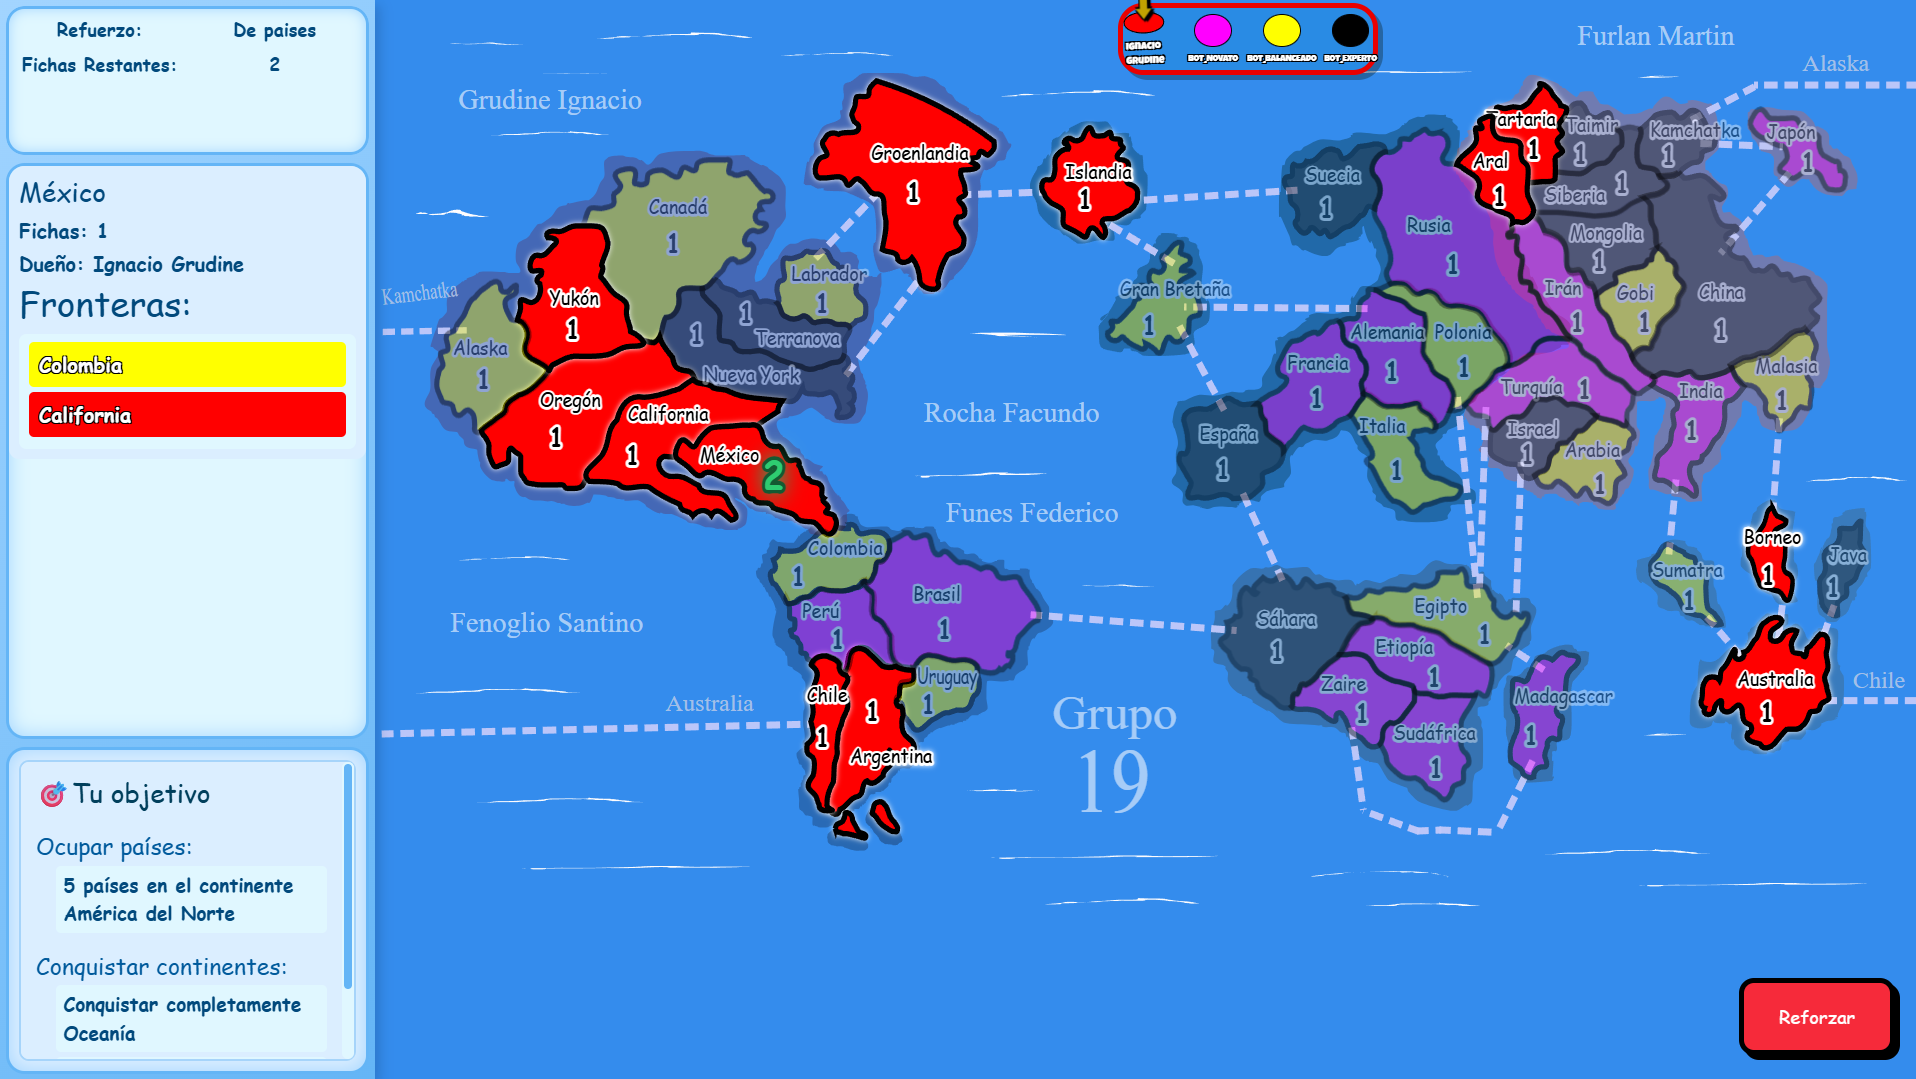 Refuerzo: De paises
Fichas Restantes: 2
México
Fichas: 1
Dueño: Ignacio Grudine
Fronteras:
Colombia
California
Tu objetivo
Ocupar países:
5 países en el continente
América del Norte
Conquistar continentes:
Conquistar completamente
Oceanía
IGNACIO
GRUDINE
BOT_NOVATO
BOT_BALANCEADO
BOT_EXPERTO
Furlan Martin
Alaska
Grudine Ignacio
Groenlandia
1
Islandia
1
Suecia
1
Rusia
1
Tartaria
1
Aral
1
Taimir
1
Kamchatka
1
Japón
1
Siberia
1
Canadá
1
Mongolia
1
Labrador
1
Yukón
1
Kamchatka
Gran Bretaña
1
Irán
1
Gobi
1
China
1
Terranova
1
Alaska
1
Nueva York
1
Alemania
1
Polonia
1
Francia
1
Turquía
1
India
1
Malasia
1
Oregón
1
California
1
México
2
Rocha Facundo
Italia
1
España
1
Israel
1
Arabia
1
Funes Federico
Colombia
1
Borneo
1
Java
1
Sumatra
1
Brasil
1
Perú
1
Fenoglio Santino
Sáhara
1
Egipto
1
Etiopía
1
Zaire
1
Madagascar
1
Sudáfrica
1
Uruguay
1
Chile
1
Argentina
1
Australia
Australia
1
Chile
Grupo
19
Reforzar